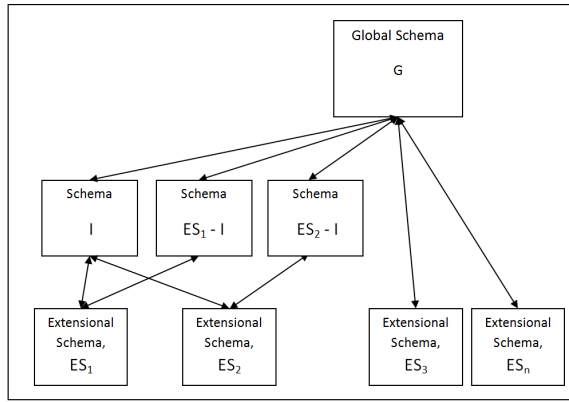 Global Schema
G
Schema
I
Schema
ES₁ - I
Schema
ES₂ - I
Extensional
Schema,
ES₁
Extensional
Schema,
ES₂
Extensional
Schema,
ES₃
Extensional
Schema,
ESₙ